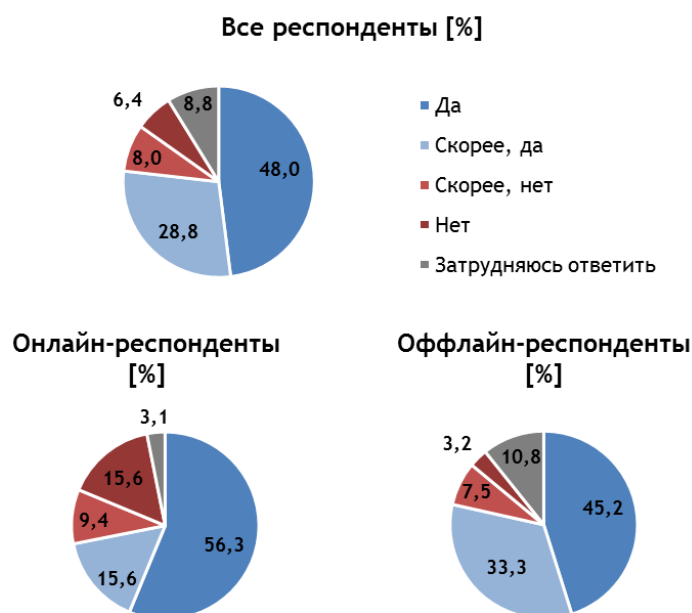 Все респонденты [%]
6,4
8,8
8,0
48,0
28,8
Да
Скорее, да
Скорее, нет
Нет
Затрудняюсь ответить
Онлайн-респонденты
[%]
3,1
15,6
9,4
56,3
15,6
Оффлайн-респонденты
[%]
3,2
10,8
7,5
45,2
33,3